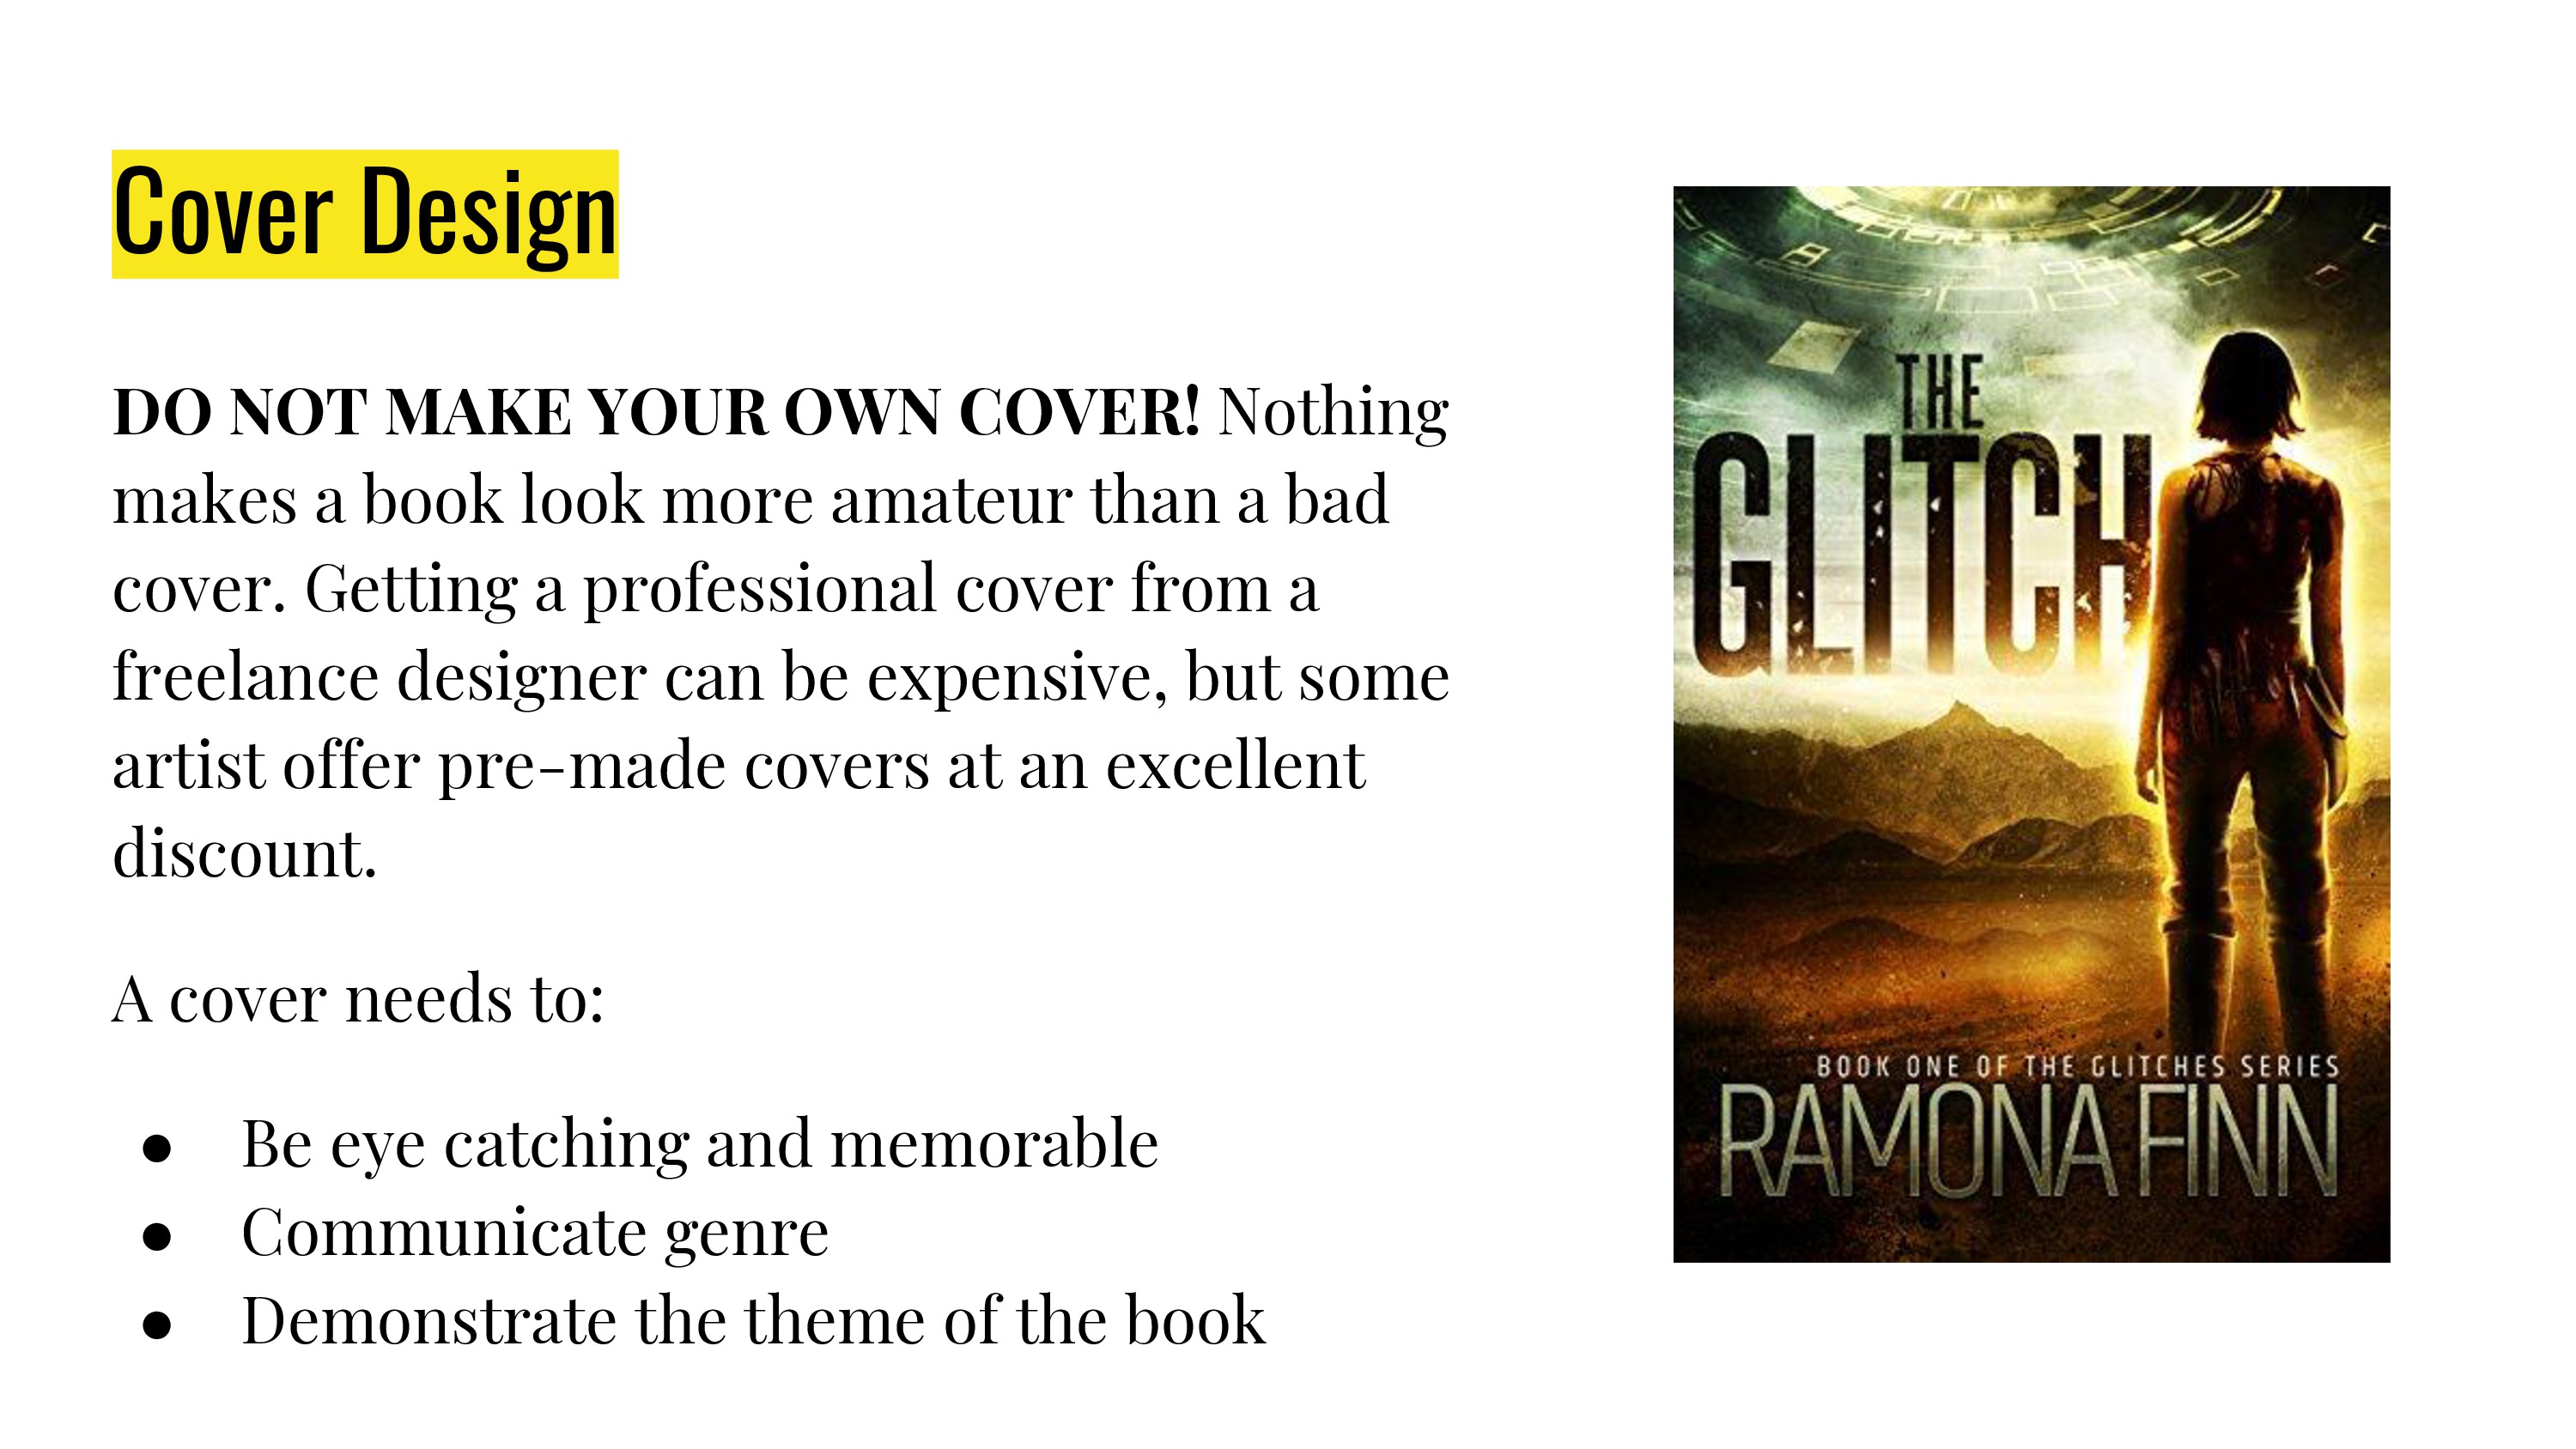 Cover Design
DO NOT MAKE YOUR OWN COVER! Nothing
makes a book look more amateur than a bad
cover. Getting a professional cover from a
freelance designer can be expensive, but some
artist offer pre-made covers at an excellent
discount.
A cover needs to:
● Be eye catching and memorable
● Communicate genre
● Demonstrate the theme of the book
THE
GLITCH
BOOK ONE OF THE GLITCHES SERIES
RAMONA FINN